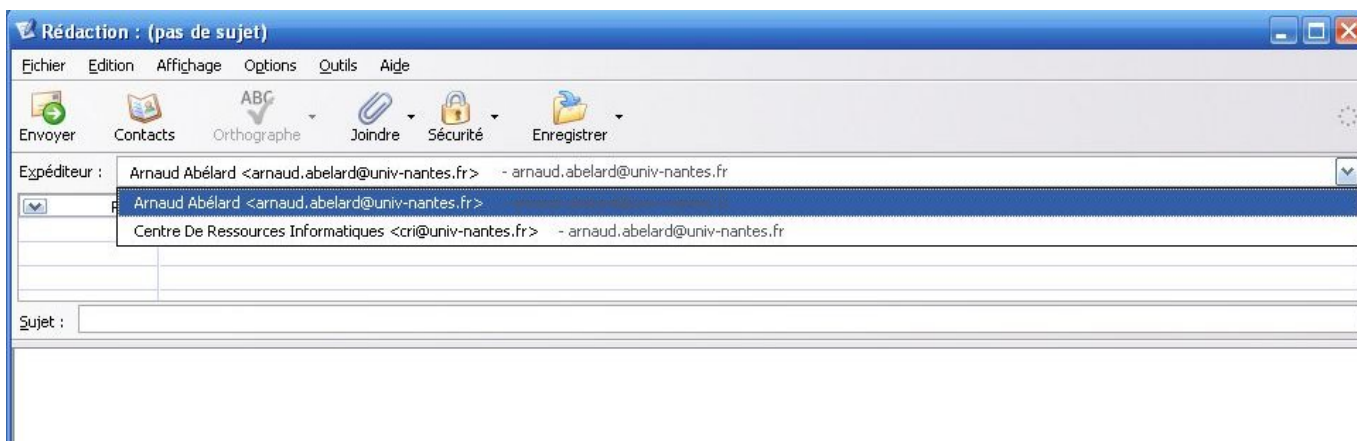 Rédaction : (pas de sujet)
Fichier Edition Affichage Options Outils Aide
ABC
Envoyer Contacts Orthographe Joindre Sécurité Enregistrer
Expéditeur : Arnaud Abélard <arnaud.abelard@univ-nantes.fr> - arnaud.abelard@univ-nantes.fr
Arnaud Abélard <arnaud.abelard@univ-nantes.fr>
Centre De Ressources Informatiques <cri@univ-nantes.fr> - arnaud.abelard@univ-nantes.fr
Sujet :